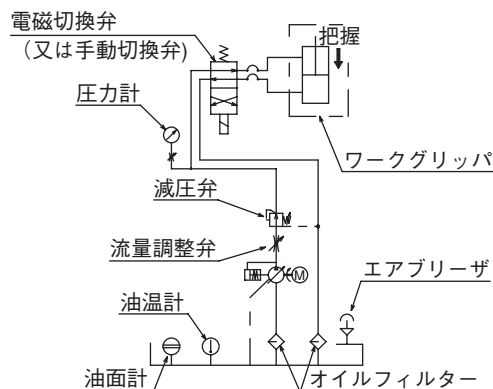 電磁切換弁
(又は手動切換弁)
把握
圧力計
ワークグリッパ
減圧弁
流量調整弁
M
エアブリーザ
油温計
油面計
オイルフィルター